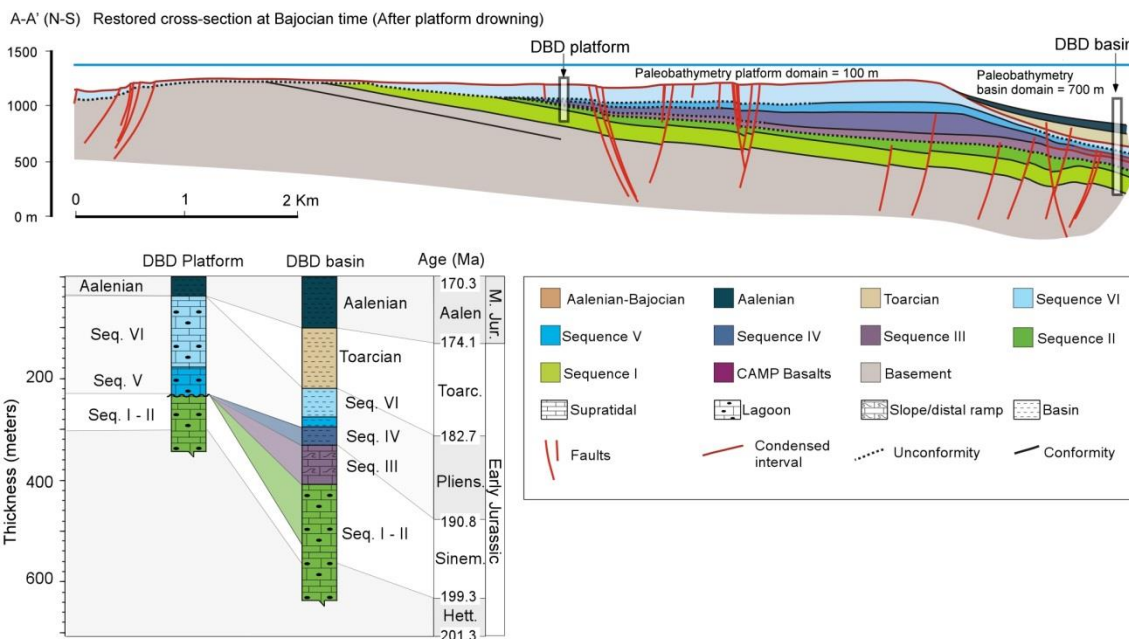 A-A' (N-S) Restored cross-section at Bajocian time (After platform drowning)
DBD platform
DBD basin
1500
1000
500
0 m
Paleobathymetry platform domain = 100 m
Paleobathymetry
basin domain = 700 m
0 1 2 Km
DBD Platform DBD basin Age (Ma)
Thickness (meters)
200
400
600
Aalenian
Seq. VI
Seq. V
Seq. I - II
Aalenian
Toarcian
Seq. VI
Seq. IV
Seq. III
Seq. I - II
170.3
Aalen
174.1
Toarc.
182.7
Pliens.
190.8
Sinem.
199.3
Hett.
201.3
M. Jur.
Early Jurassic
Aalenian-Bajocian Aalenian Toarcian Sequence VI
Sequence V Sequence IV Sequence III Sequence II
Sequence I CAMP Basalts Basement
Supratidal Lagoon Slope/distal ramp Basin
Faults Condensed interval Unconformity Conformity